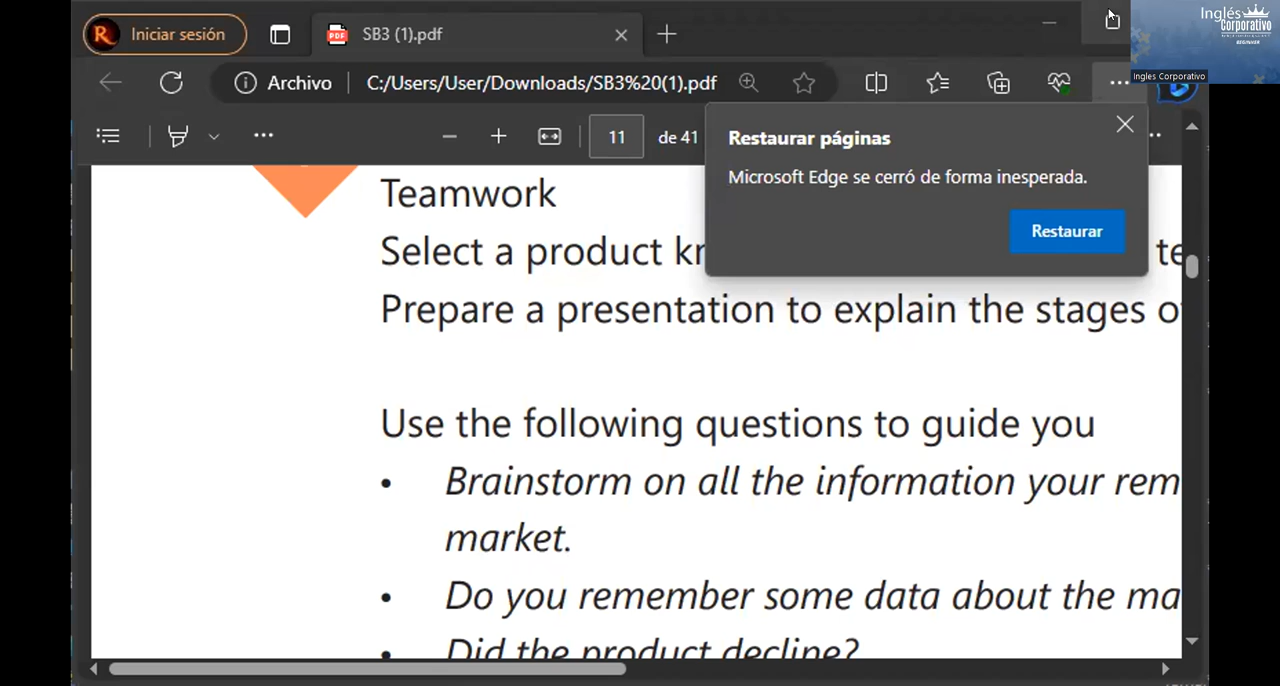 Iniciar sesión
SB3 (1).pdf
Inglés
Corporativo
BEGINNER
Ingles Corporativo
Archivo
C:/Users/User/Downloads/SB3%20(1).pdf
11 de 41
Restaurar páginas
Microsoft Edge se cerró de forma inesperada.
Restaurar
Teamwork
Select a product kr te
Prepare a presentation to explain the stages o
Use the following questions to guide you
• Brainstorm on all the information your rem
market.
• Do you remember some data about the ma
• Did the product decline?